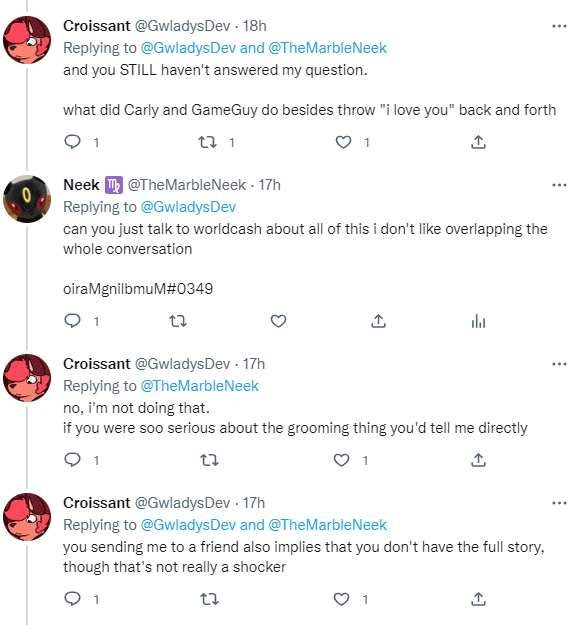 Croissant @GwladysDev · 18h
Replying to @GwladysDev and @TheMarbleNeek
and you STILL haven't answered my question.
what did Carly and GameGuy do besides throw "i love you" back and forth
1 1 1
Neek ♍ @TheMarbleNeek · 17h
Replying to @GwladysDev
can you just talk to worldcash about all of this i don't like overlapping the
whole conversation
oiraMgnilbmuM#0349
1
Croissant @GwladysDev · 17h
Replying to @TheMarbleNeek
no, i'm not doing that.
if you were soo serious about the grooming thing you'd tell me directly
1 1
Croissant @GwladysDev · 17h
Replying to @GwladysDev and @TheMarbleNeek
you sending me to a friend also implies that you don't have the full story,
though that's not really a shocker
1 1